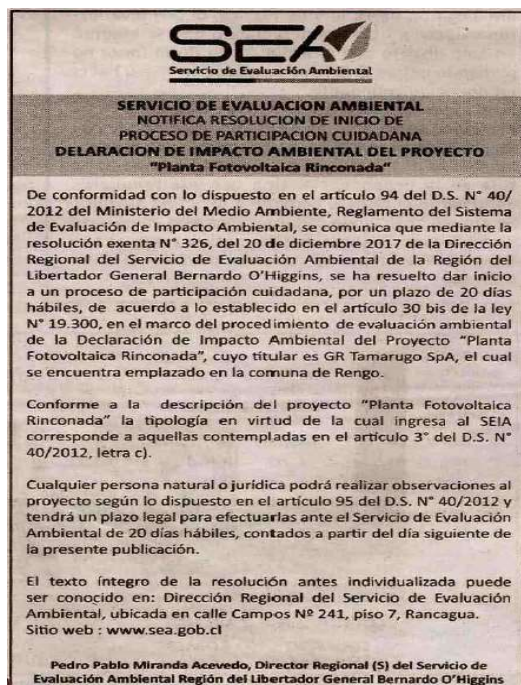 SEA
Servicio de Evaluación Ambiental
SERVICIO DE EVALUACION AMBIENTAL
NOTIFICA RESOLUCION DE INICIO DE
PROCESO DE PARTICIPACION CUIDADANA
DELARACION DE IMPACTO AMBIENTAL DEL PROYECTO
"Planta Fotovoltaica Rinconada"
De conformidad con lo dispuesto en el artículo 94 del D.S. N° 40/
2012 del Ministerio del Medio Ambiente, Reglamento del Sistema
de Evaluación de Impacto Ambiental, se comunica que mediante la
resolución exenta N° 326, del 20 de diciembre 2017 de la Dirección
Regional del Servicio de Evaluación Ambiental de la Región del
Libertador General Bernardo O'Higgins, se ha resuelto dar inicio
a un proceso de participación cuidadana, por un plazo de 20 días
hábiles, de acuerdo a lo establecido en el artículo 30 bis de la ley
N° 19.300, en el marco del procedimiento de evaluación ambiental
de la Declaración de Impacto Ambiental del Proyecto "Planta
Fotovoltaica Rinconada", cuyo titular es GR Tamarugo SpA, el cual
se encuentra emplazado en la comuna de Rengo.
Conforme a la descripción del proyecto "Planta Fotovoltaica
Rinconada" la tipología en virtud de la cual ingresa al SEIA
corresponde a aquellas contempladas en el artículo 3° del D.S. N°
40/2012, letra c).
Cualquier persona natural o jurídica podrá realizar observaciones al
proyecto según lo dispuesto en el artículo 95 del D.S. N° 40/2012 y
tendrá un plazo legal para efectuarlas ante el Servicio de Evaluación
Ambiental de 20 días hábiles, contados a partir del día siguiente de
la presente publicación.
El texto íntegro de la resolución antes individualizada puede
ser conocido en: Dirección Regional del Servicio de Evaluación
Ambiental, ubicada en calle Campos Nº 241, piso 7, Rancagua.
Sitio web : www.sea.gob.cl
Pedro Pablo Miranda Acevedo, Director Regional (S) del Servicio de
Evaluación Ambiental Región del Libertador General Bernardo O'Higgins